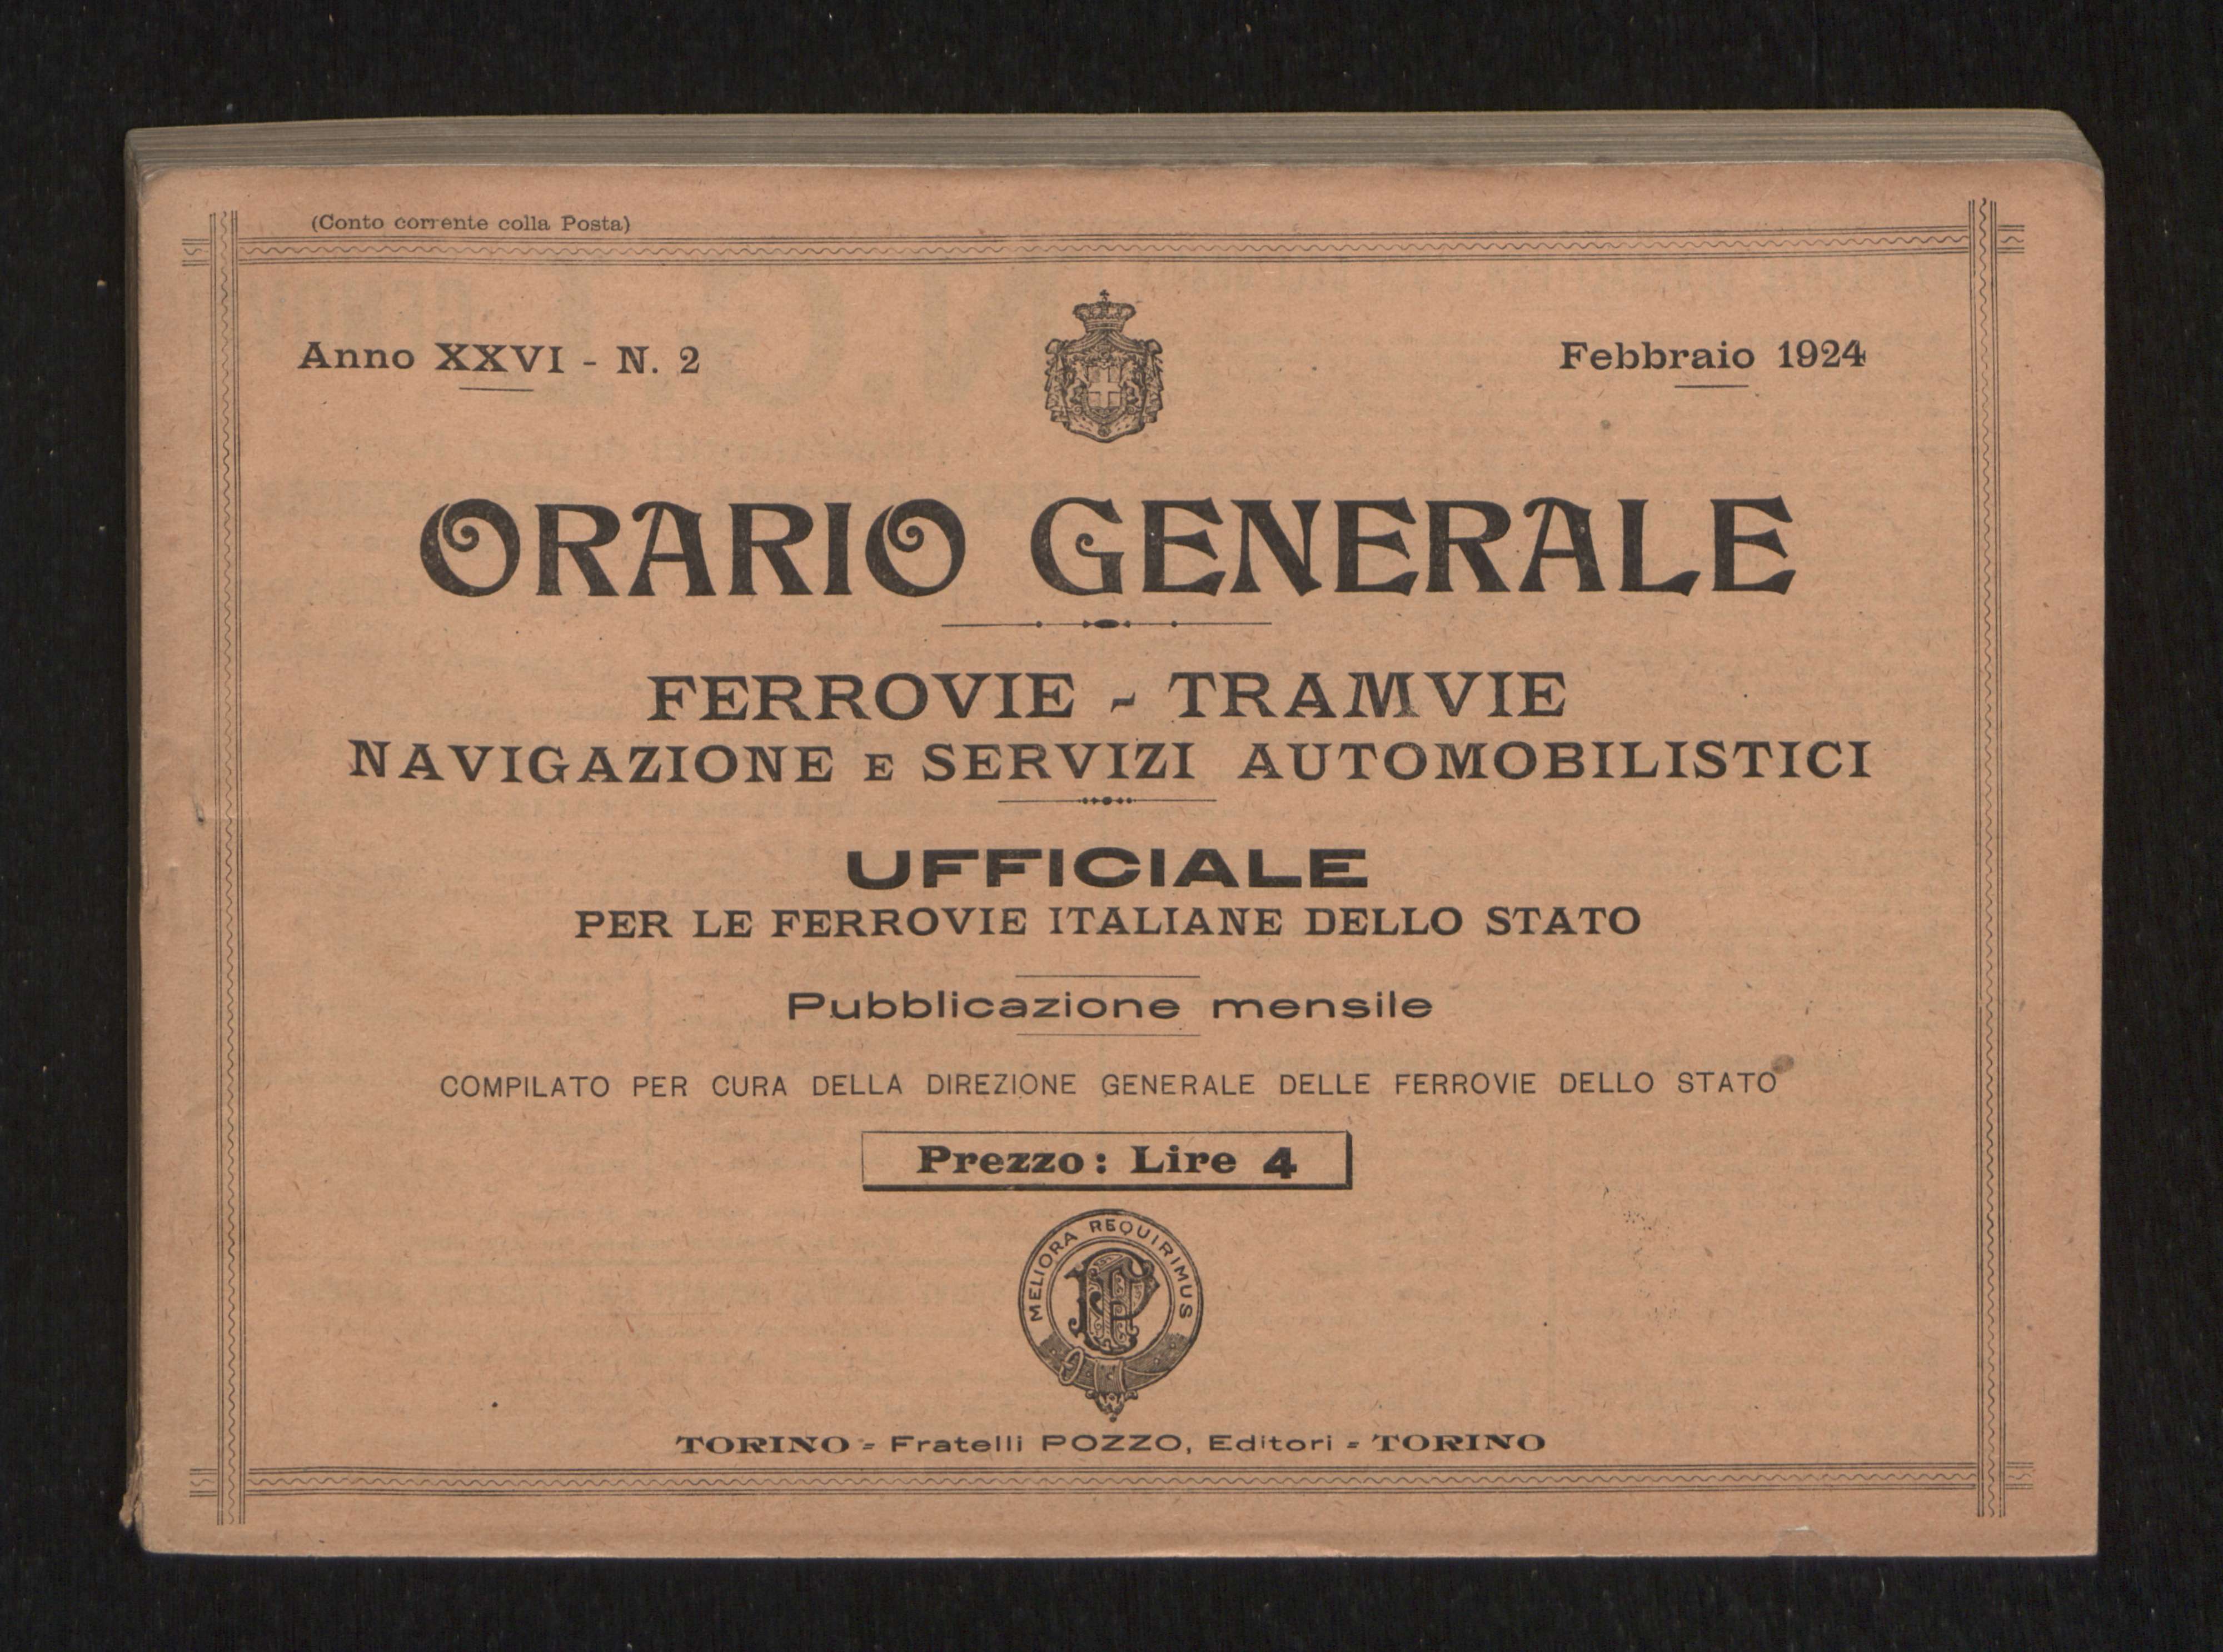 (Conto corrente colla Posta)
Anno XXVI - N. 2
Febbraio 1924
ORARIO GENERALE
FERROVIE - TRAMVIE
NAVIGAZIONE E SERVIZI AUTOMOBILISTICI
UFFICIALE
PER LE FERROVIE ITALIANE DELLO STATO
Pubblicazione mensile
COMPILATO PER CURA DELLA DIREZIONE GENERALE DELLE FERROVIE DELLO STATO
Prezzo: Lire 4
MELIORA REQUIRIMUS
FP
TORINO - Fratelli POZZO, Editori - TORINO